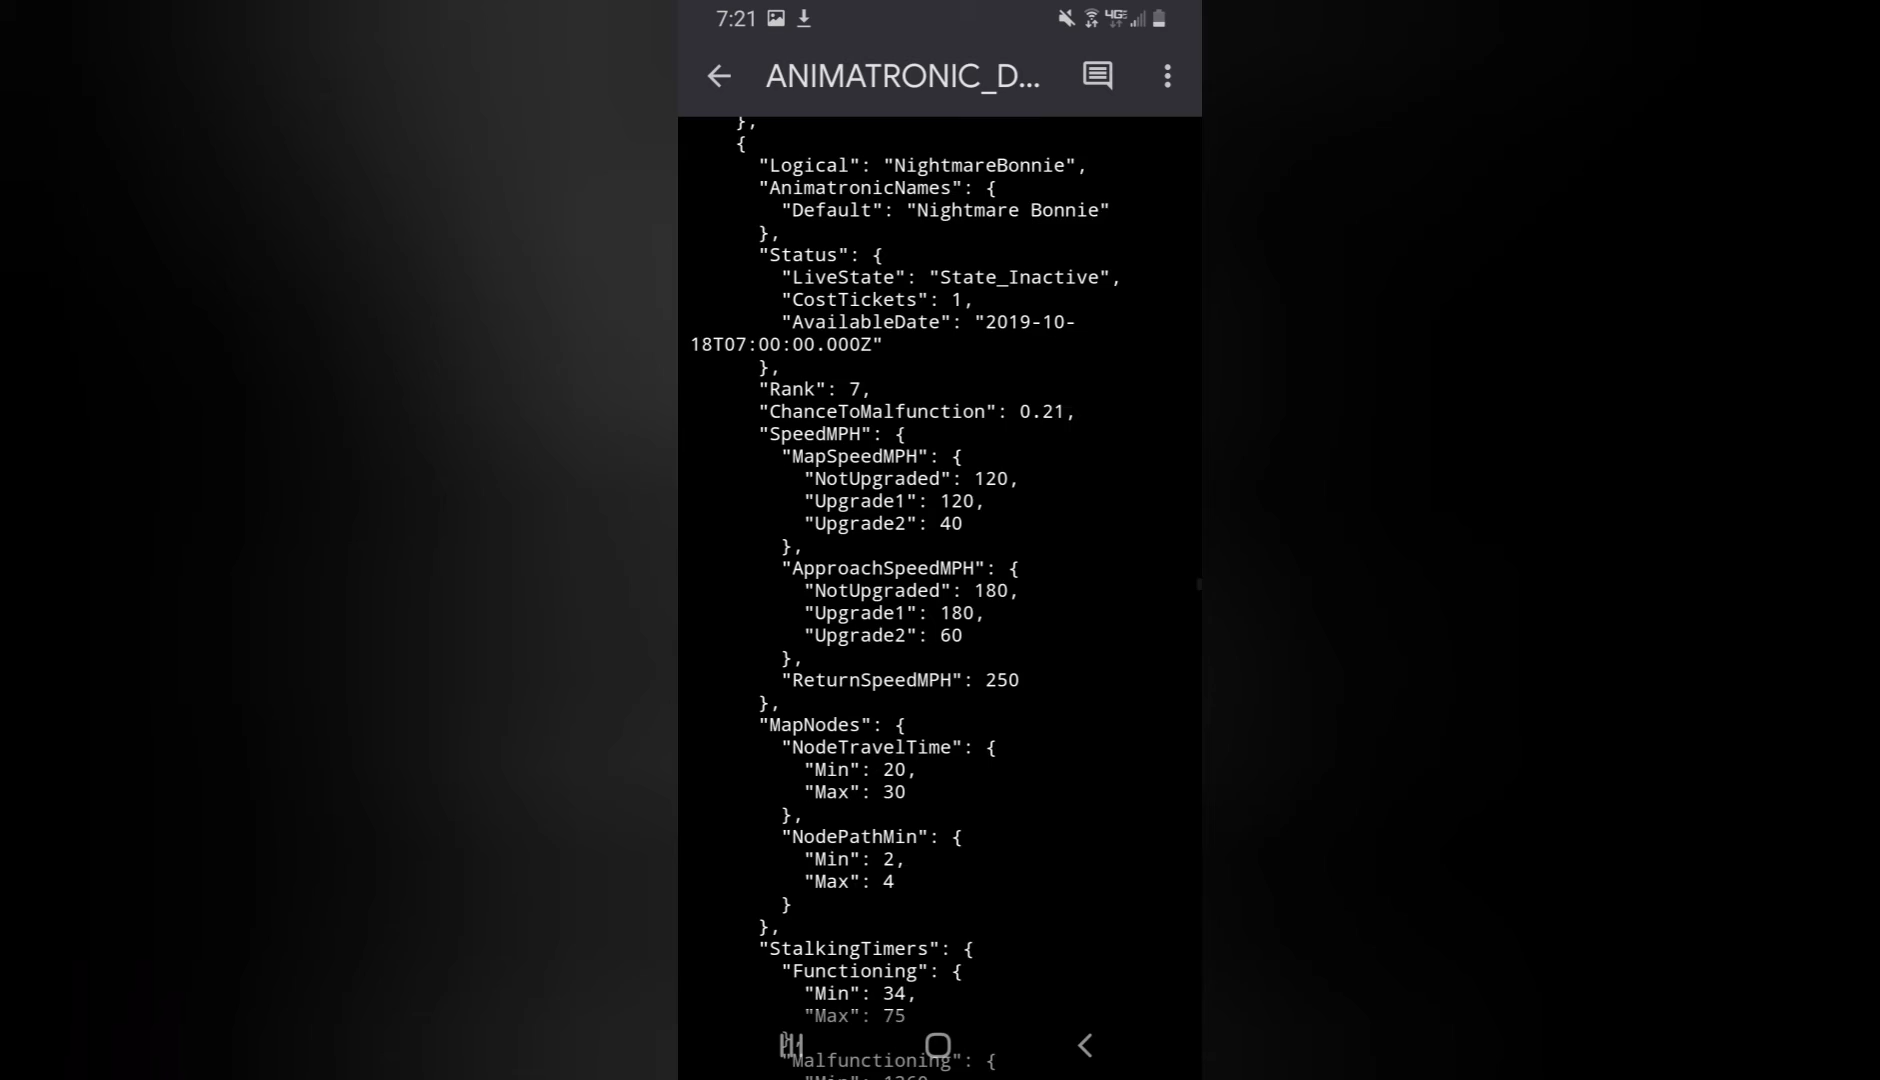 7:21
4GE
ANIMATRONIC_D...
},
{
"Logical": "NightmareBonnie",
"AnimatronicNames": {
"Default": "Nightmare Bonnie"
},
"Status": {
"LiveState": "State_Inactive",
"CostTickets": 1,
"AvailableDate": "2019-10-
18T07:00:00.000Z"
},
"Rank": 7,
"ChanceToMalfunction": 0.21,
"SpeedMPH": {
"MapSpeedMPH": {
"NotUpgraded": 120,
"Upgrade1": 120,
"Upgrade2": 40
},
"ApproachSpeedMPH": {
"NotUpgraded": 180,
"Upgrade1": 180,
"Upgrade2": 60
},
"ReturnSpeedMPH": 250
},
"MapNodes": {
"NodeTravelTime": {
"Min": 20,
"Max": 30
},
"NodePathMin": {
"Min": 2,
"Max": 4
}
},
"StalkingTimers": {
"Functioning": {
"Min": 34,
"Max": 75
},
"Malfunctioning": {